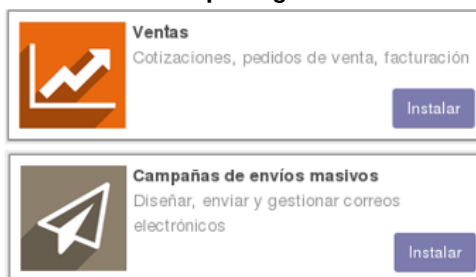 Ventas
Cotizaciones, pedidos de venta, facturación
Instalar
Campañas de envíos masivos
Diseñar, enviar y gestionar correos
electrónicos
Instalar